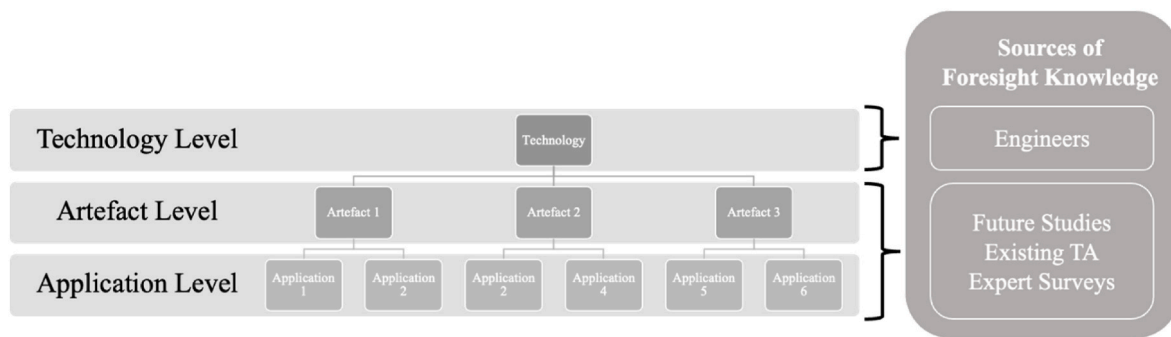 Sources of
Foresight Knowledge
Technology Level
Technology
Engineers
Artefact Level
Artefact 1
Artefact 2
Artefact 3
Future Studies
Existing TA
Expert Surveys
Application Level
Application
1
Application
2
Application
2
Application
4
Application
5
Application
6